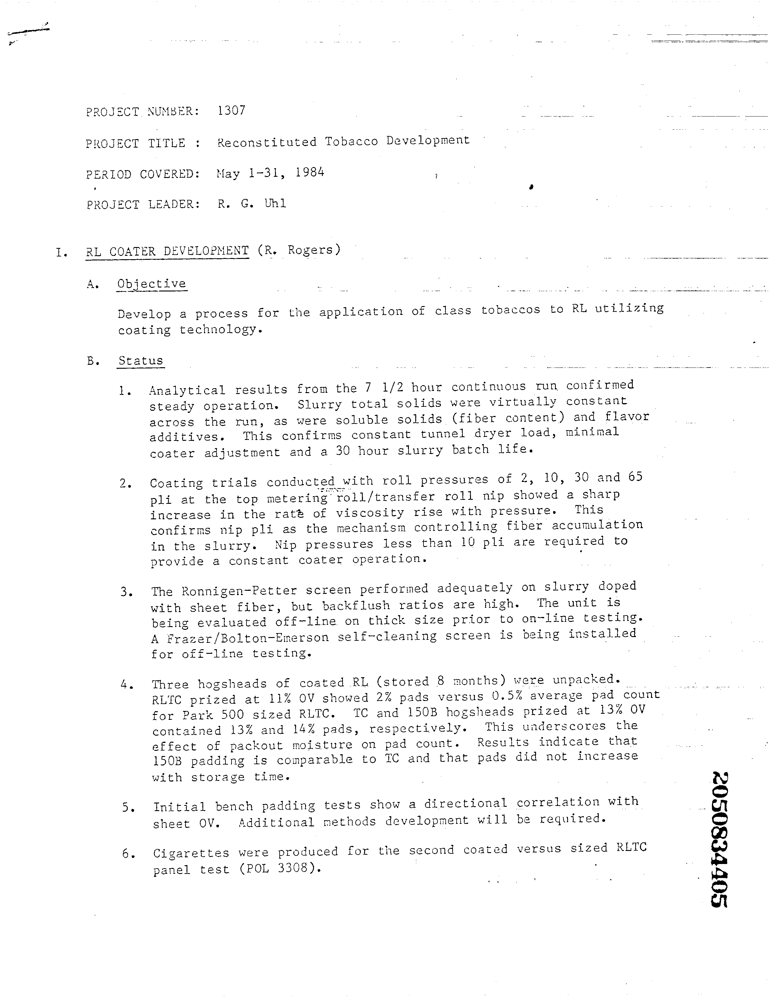 PROJECT NUMBER: 1307
PROJECT TITLE : Reconstituted Tobacco Development
PERIOD COVERED: May 1-31, 1984
PROJECT LEADER: R. G. Uhl
I. RL COATER DEVELOPMENT (R. Rogers)
A. Objective
Develop a process for the application of class tobaccos to RL utilizing
coating technology.
B. Status
1. Analytical results from the 7 1/2 hour continuous run confirmed
steady operation. Slurry total solids were virtually constant
across the run, as were soluble solids (fiber content) and flavor
additives. This confirms constant tunnel dryer load, minimal
coater adjustment and a 30 hour slurry batch life.
2. Coating trials conducted with roll pressures of 2, 10, 30 and 65
pli at the top metering roll/transfer roll nip showed a sharp
increase in the rate of viscosity rise with pressure. This
confirms nip pli as the mechanism controlling fiber accumulation
in the slurry. Nip pressures less than 10 pli are required to
provide a constant coater operation.
3. The Ronnigen-Petter screen performed adequately on slurry doped
with sheet fiber, but backflush ratios are high. The unit is
being evaluated off-line on thick size prior to on-line testing.
A Frazer/Bolton-Emerson self-cleaning screen is being installed
for off-line testing.
4. Three hogsheads of coated RL (stored 8 months) were unpacked.
RLTC prized at 11% OV showed 2% pads versus 0.5% average pad count
for Park 500 sized RLTC. TC and 150B hogsheads prized at 13% OV
contained 13% and 14% pads, respectively. This underscores the
effect of packout moisture on pad count. Results indicate that
150B padding is comparable to TC and that pads did not increase
with storage time.
5. Initial bench padding tests show a directional correlation with
sheet OV. Additional methods development will be required.
6. Cigarettes were produced for the second coated versus sized RLTC
panel test (POL 3308).
2050834405